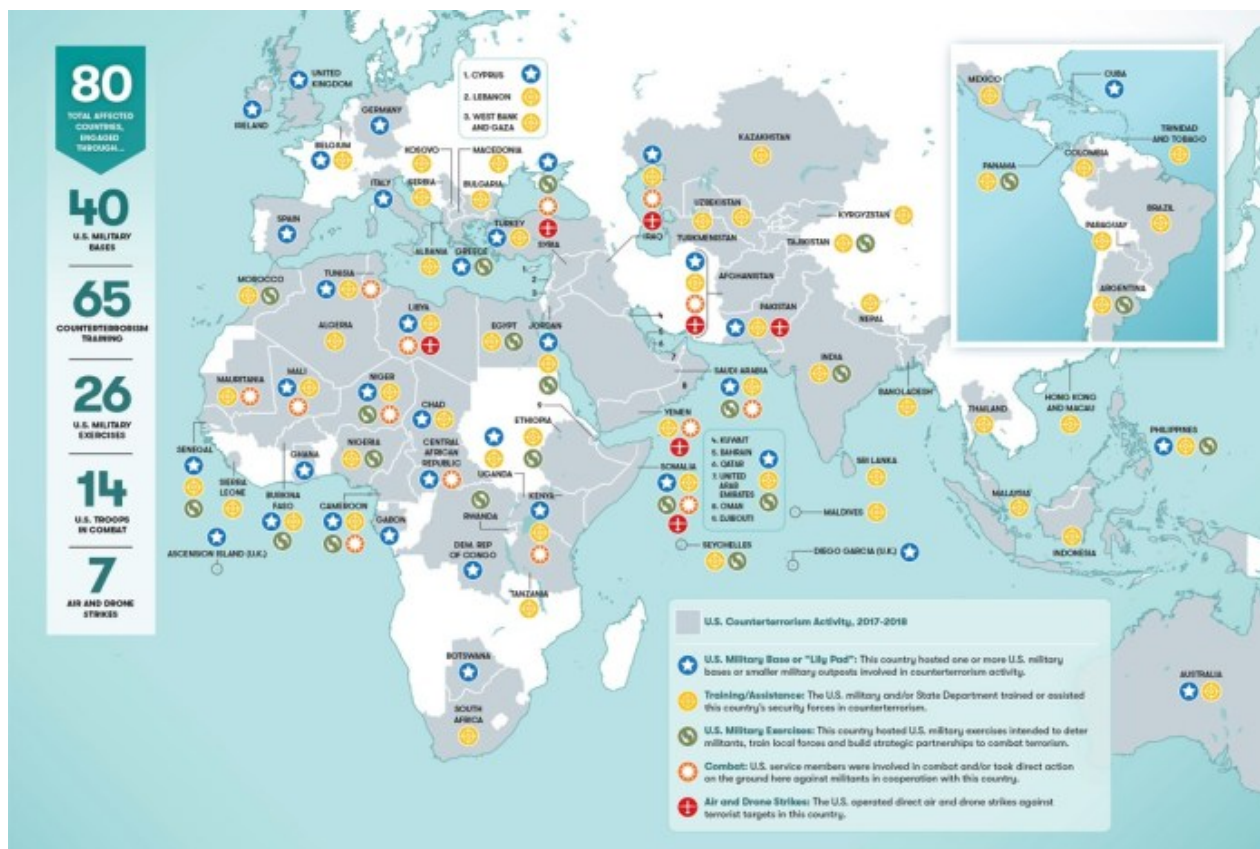 80
TOTAL AFFECTED
COUNTRIES,
ENGAGED
THROUGH...
40
U.S. MILITARY
BASES
65
COUNTERTERRORISM
TRAINING
26
U.S. MILITARY
EXERCISES
14
U.S. TROOPS
IN COMBAT
7
AIR AND DRONE
STRIKES
UNITED
KINGDOM
IRELAND
GERMANY
BELGIUM
ITALY
SPAIN
KOSOVO
MACEDONIA
SERBIA
BULGARIA
ALBANIA
GREECE
TURKEY
SYRIA
1. CYPRUS
2. LEBANON
3. WEST BANK
AND GAZA
1
2
3
IRAQ
KAZAKHSTAN
UZBEKISTAN
TURKMENISTAN
KYRGYZSTAN
TAJIKISTAN
AFGHANISTAN
PAKISTAN
NEPAL
INDIA
BANGLADESH
THAILAND
HONG KONG
AND MACAU
PHILIPPINES
SRI LANKA
MALDIVES
MALAYSIA
INDONESIA
DIEGO GARCIA (U.K.)
AUSTRALIA
MOROCCO
TUNISIA
ALGERIA
LIBYA
EGYPT
JORDAN
SAUDI ARABIA
4
5
6
7
8
9
YEMEN
SOMALIA
4. KUWAIT
5. BAHRAIN
6. QATAR
7. UNITED
ARAB
EMIRATES
8. OMAN
9. DJIBOUTI
SEYCHELLES
MAURITANIA
MALI
NIGER
CHAD
NIGERIA
CENTRAL
AFRICAN
REPUBLIC
ETHIOPIA
UGANDA
KENYA
RWANDA
SENEGAL
SIERRA
LEONE
GHANA
BURKINA
FASO
CAMEROON
GABON
DEM. REP
OF CONGO
ASCENSION ISLAND (U.K.)
TANZANIA
BOTSWANA
SOUTH
AFRICA
MEXICO
CUBA
TRINIDAD
AND TOBAGO
PANAMA
COLOMBIA
BRAZIL
PARAGUAY
ARGENTINA
U.S. Counterterrorism Activity, 2017-2018
U.S. Military Base or "Lily Pad": This country hosted one or more U.S. military
bases or smaller military outposts involved in counterterrorism activity.
Training/Assistance: The U.S. military and/or State Department trained or assisted
this country's security forces in counterterrorism.
U.S. Military Exercises: This country hosted U.S. military exercises intended to deter
militants, train local forces and build strategic partnerships to combat terrorism.
Combat: U.S. service members were involved in combat and/or took direct action
on the ground here against militants in cooperation with this country.
Air and Drone Strikes: The U.S. operated direct air and drone strikes against
terrorist targets in this country.